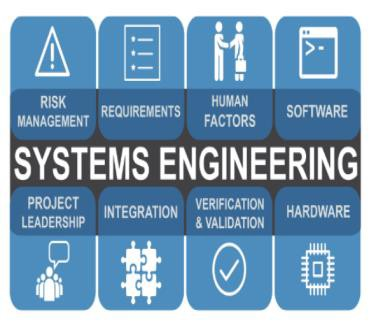 RISK
MANAGEMENT
REQUIREMENTS
HUMAN
FACTORS
SOFTWARE
SYSTEMS ENGINEERING
PROJECT
LEADERSHIP
INTEGRATION
VERIFICATION
& VALIDATION
HARDWARE